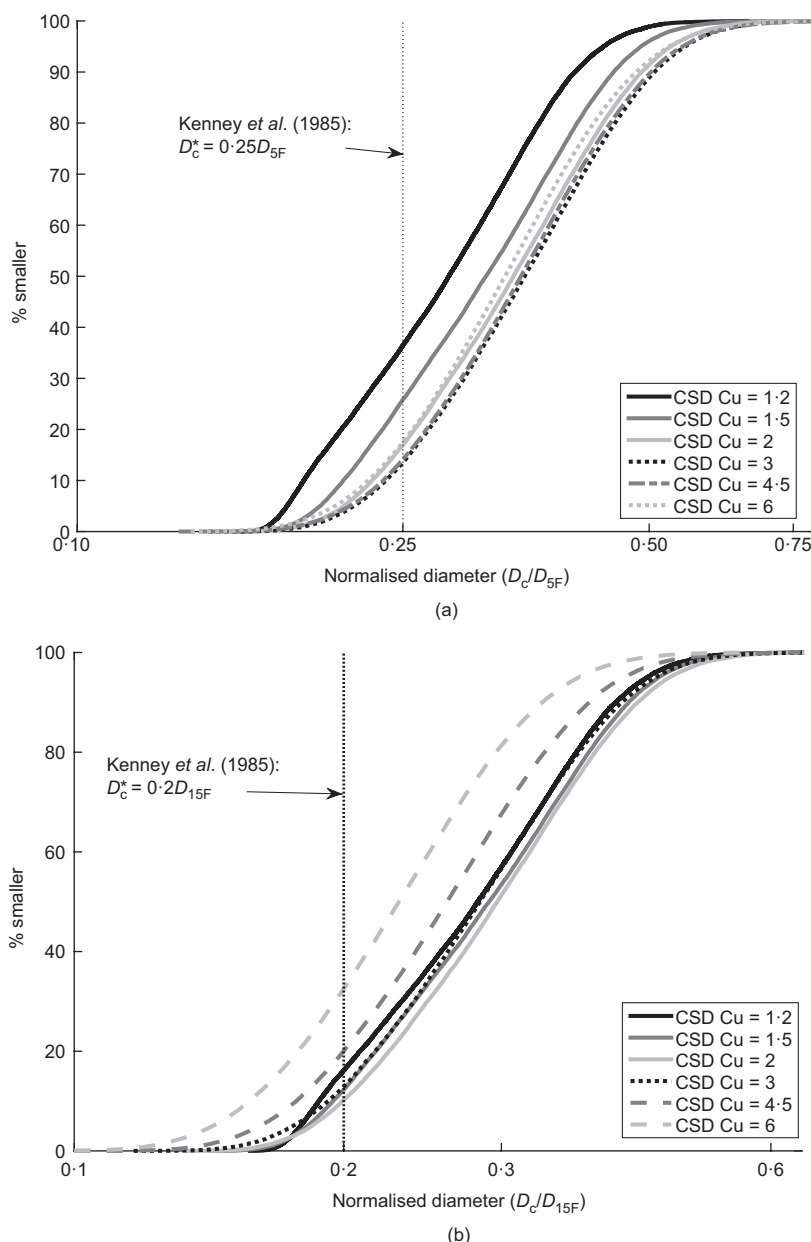 100
90
80
70
60
50
40
30
20
10
0
% smaller
Kenney et al. (1985):
D*c = 0·25D5F
CSD Cu = 1·2
CSD Cu = 1·5
CSD Cu = 2
CSD Cu = 3
CSD Cu = 4·5
CSD Cu = 6
0·10
0·25
0·50
0·75
Normalised diameter (Dc/D5F)
(a)
100
80
60
40
20
0
% smaller
Kenney et al. (1985):
D*c = 0·2D15F
CSD Cu = 1·2
CSD Cu = 1·5
CSD Cu = 2
CSD Cu = 3
CSD Cu = 4·5
CSD Cu = 6
0·1
0·2
0·3
0·6
Normalised diameter (Dc/D15F)
(b)